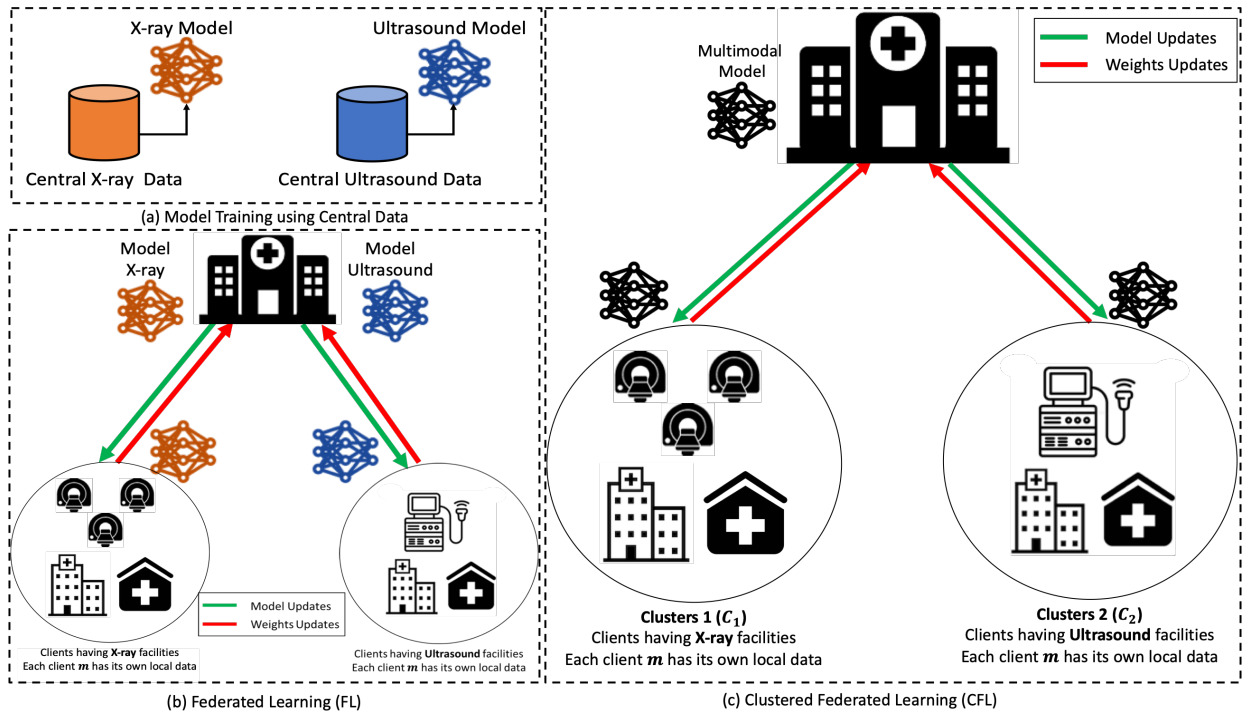 X-ray Model
Ultrasound Model
Central X-ray Data
Central Ultrasound Data
(a) Model Training using Central Data
Model
X-ray
Model
Ultrasound
Model Updates
Weights Updates
Clients having X-ray facilities
Each client m has its own local data
Clients having Ultrasound facilities
Each client m has its own local data
(b) Federated Learning (FL)
Multimodal
Model
Model Updates
Weights Updates
Clusters 1 (C₁)
Clients having X-ray facilities
Each client m has its own local data
Clusters 2 (C₂)
Clients having Ultrasound facilities
Each client m has its own local data
(c) Clustered Federated Learning (CFL)